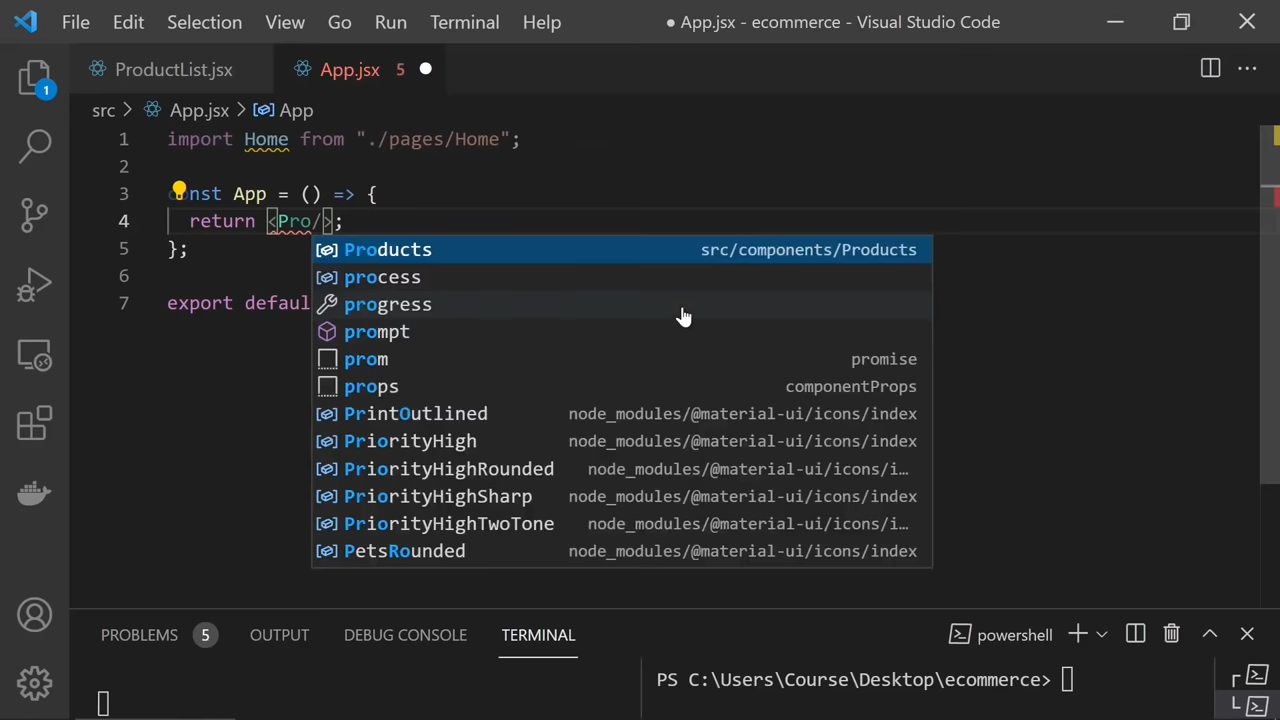 File Edit Selection View Go Run Terminal Help ● App.jsx - ecommerce - Visual Studio Code
ProductList.jsx App.jsx 5
1
src > App.jsx > App
1 import Home from "./pages/Home";
2
3 nst App = () => {
4 return <Pro/>;
5 };
6
7 export defaul
Products src/components/Products
process
progress
prompt
prom promise
props componentProps
PrintOutlined node_modules/@material-ui/icons/index
PriorityHigh node_modules/@material-ui/icons/index
PriorityHighRounded node_modules/@material-ui/icons/i…
PriorityHighSharp node_modules/@material-ui/icons/index
PriorityHighTwoTone node_modules/@material-ui/icons/i…
PetsRounded node_modules/@material-ui/icons/index
PROBLEMS 5 OUTPUT DEBUG CONSOLE TERMINAL powershell
PS C:\Users\Course\Desktop\ecommerce>